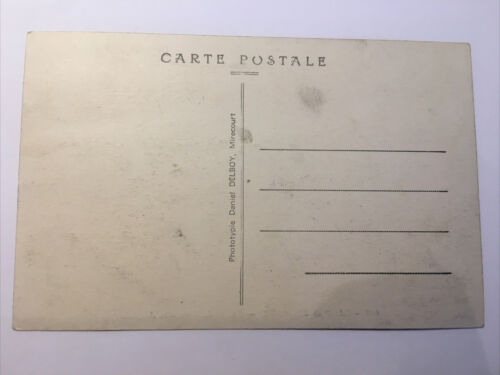 CARTE POSTALE
Phototypie Daniel DELBOY, Mirecourt